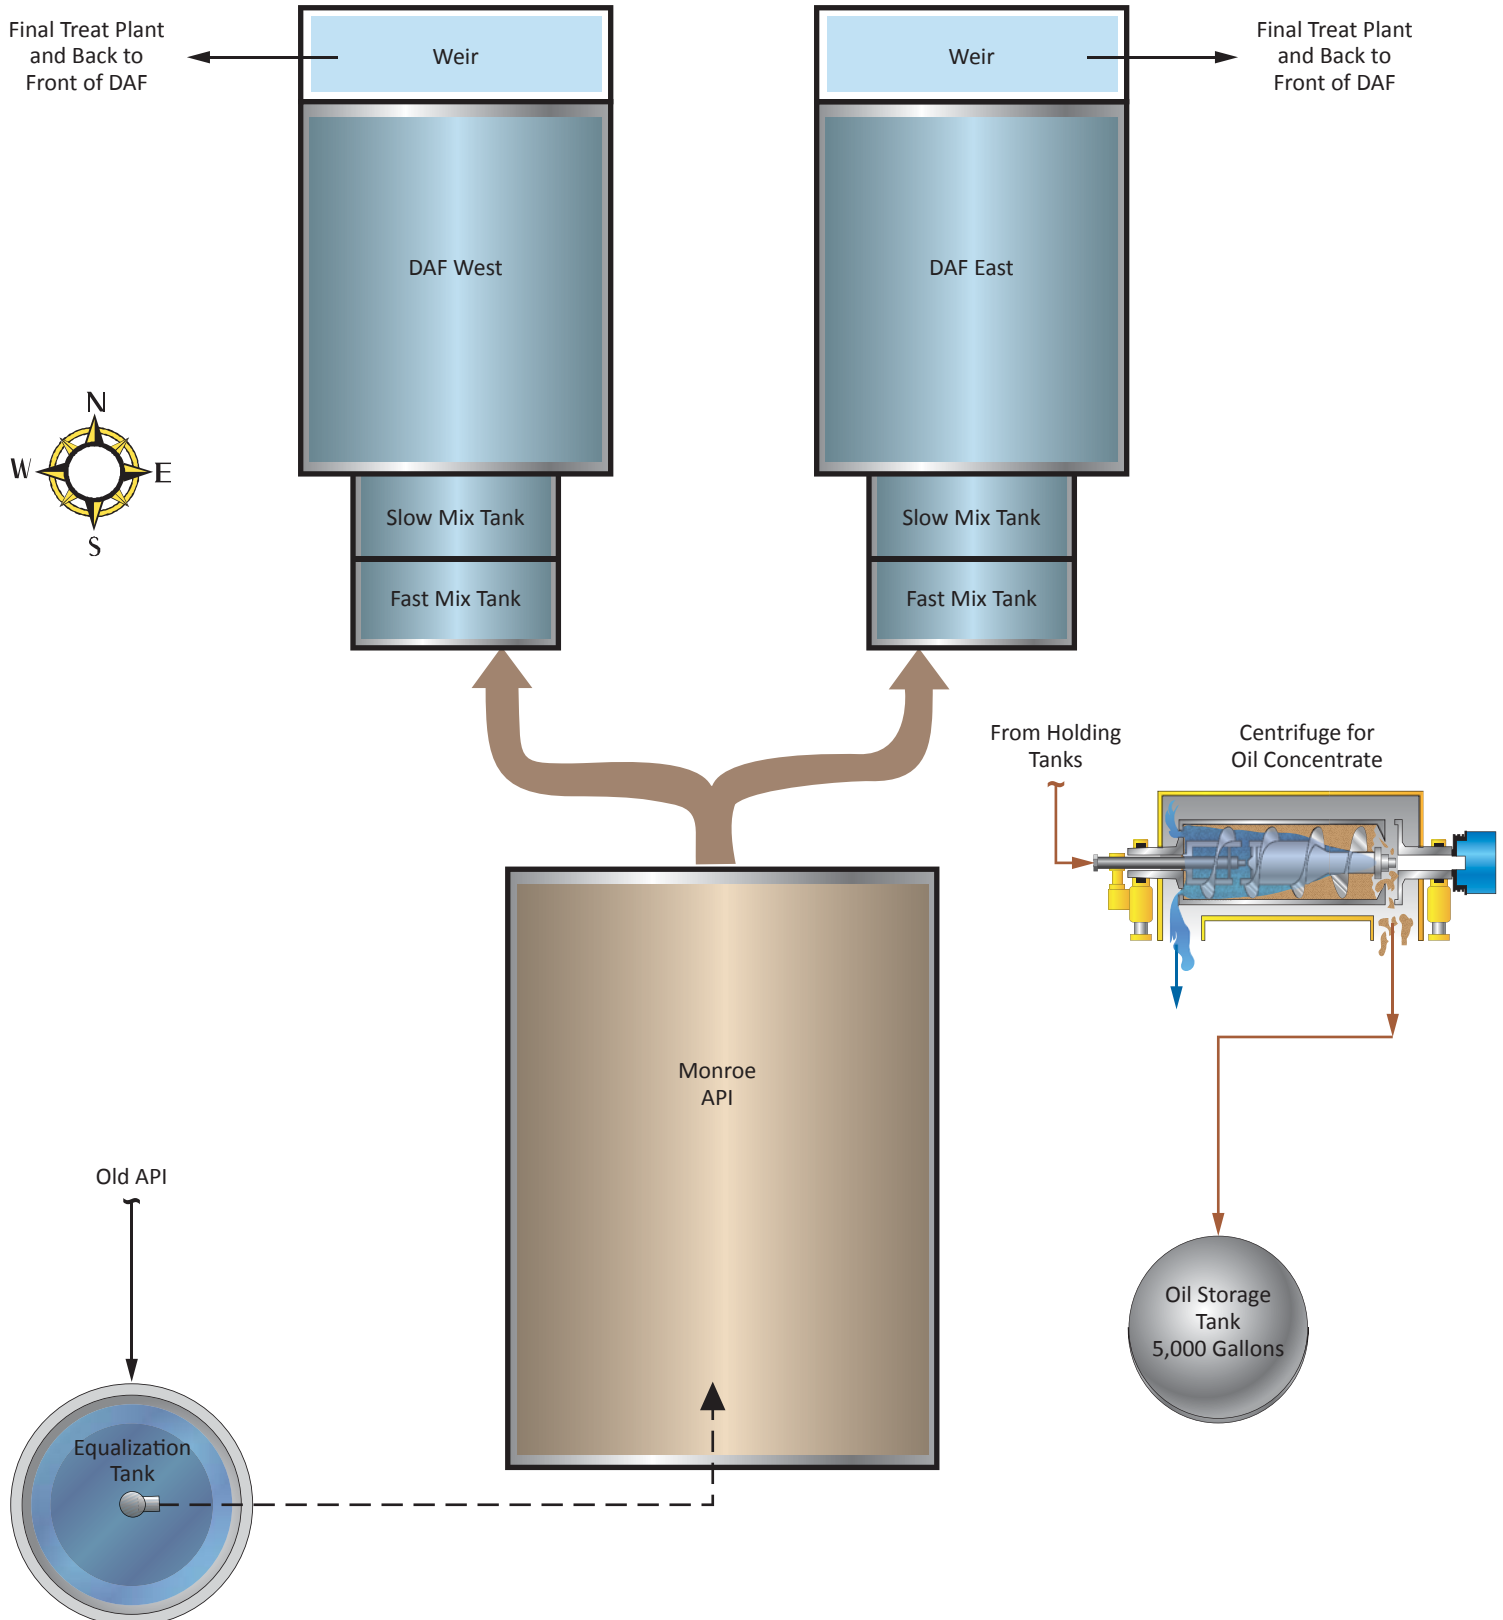 Final Treat Plant
and Back to
Front of DAF
Weir
Weir
Final Treat Plant
and Back to
Front of DAF
DAF West
DAF East
N
W
E
S
Slow Mix Tank
Slow Mix Tank
Fast Mix Tank
Fast Mix Tank
From Holding
Tanks
Centrifuge for
Oil Concentrate
Monroe
API
Old API
Oil Storage
Tank
5,000 Gallons
Equalization
Tank